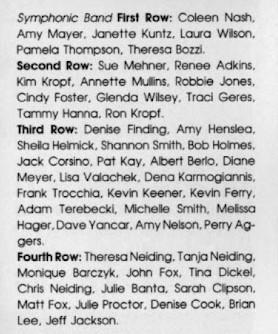 Symphonic Band First Row: Coleen Nash,
Amy Mayer, Janette Kuntz, Laura Wilson,
Pamela Thompson, Theresa Bozzi.
Second Row: Sue Mehner, Renee Adkins,
Kim Kropf, Annette Mullins, Robbie Jones,
Cindy Foster, Glenda Wilsey, Traci Geres,
Tammy Hanna, Ron Kropf.
Third Row: Denise Finding, Amy Henslea,
Sheila Helmick, Shannon Smith, Bob Holmes,
Jack Corsino, Pat Kay, Albert Berlo, Diane
Meyer, Lisa Valachek, Dena Karmogiannis,
Frank Trocchia, Kevin Keener, Kevin Ferry,
Adam Terebecki, Michelle Smith, Melissa
Hager, Dave Yancar, Amy Nelson, Perry Ag-
gers.
Fourth Row: Theresa Neiding, Tanja Neiding,
Monique Barczyk, John Fox, Tina Dickel,
Chris Neiding, Julie Banta, Sarah Clipson,
Matt Fox, Julie Proctor, Denise Cook, Brian
Lee, Jeff Jackson.